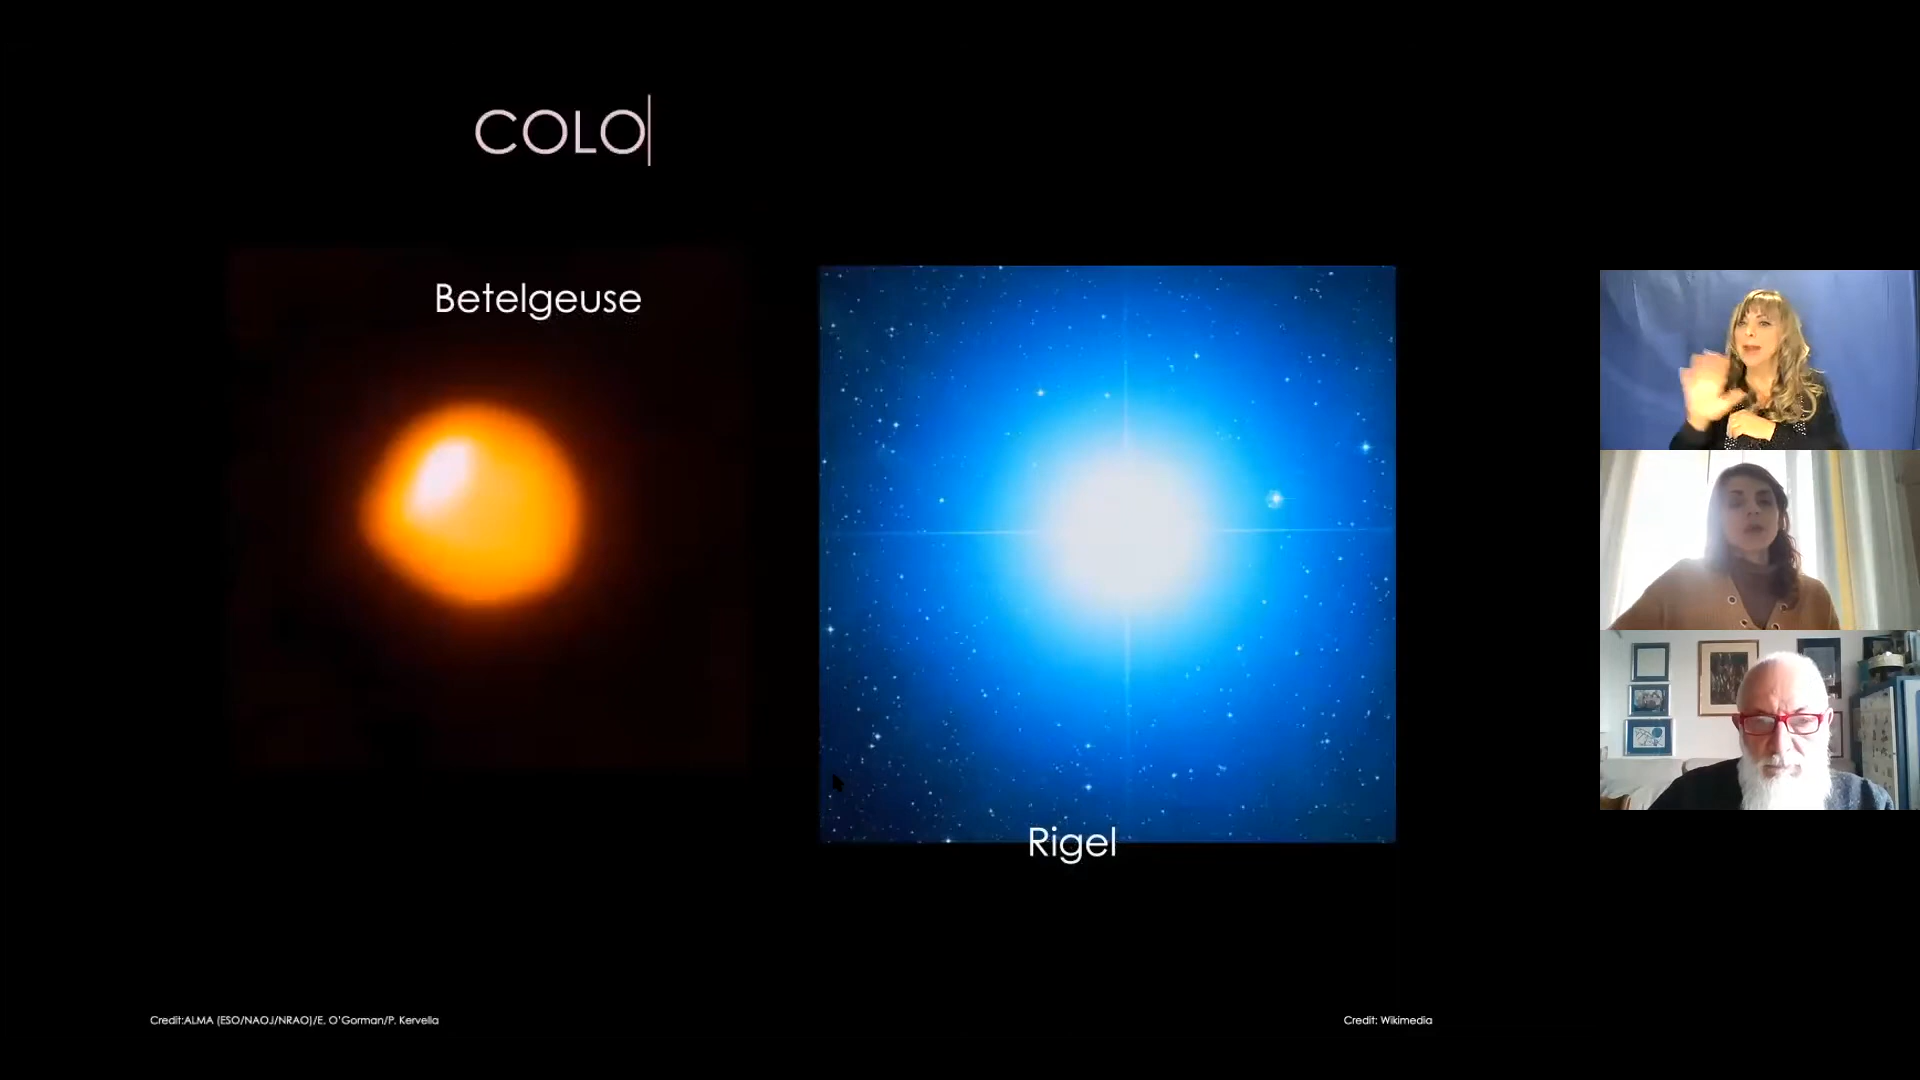 COLO
Betelgeuse
Rigel
Credit:ALMA (ESO/NAOJ/NRAO)/E. O'Gorman/P. Kervella
Credit: Wikimedia